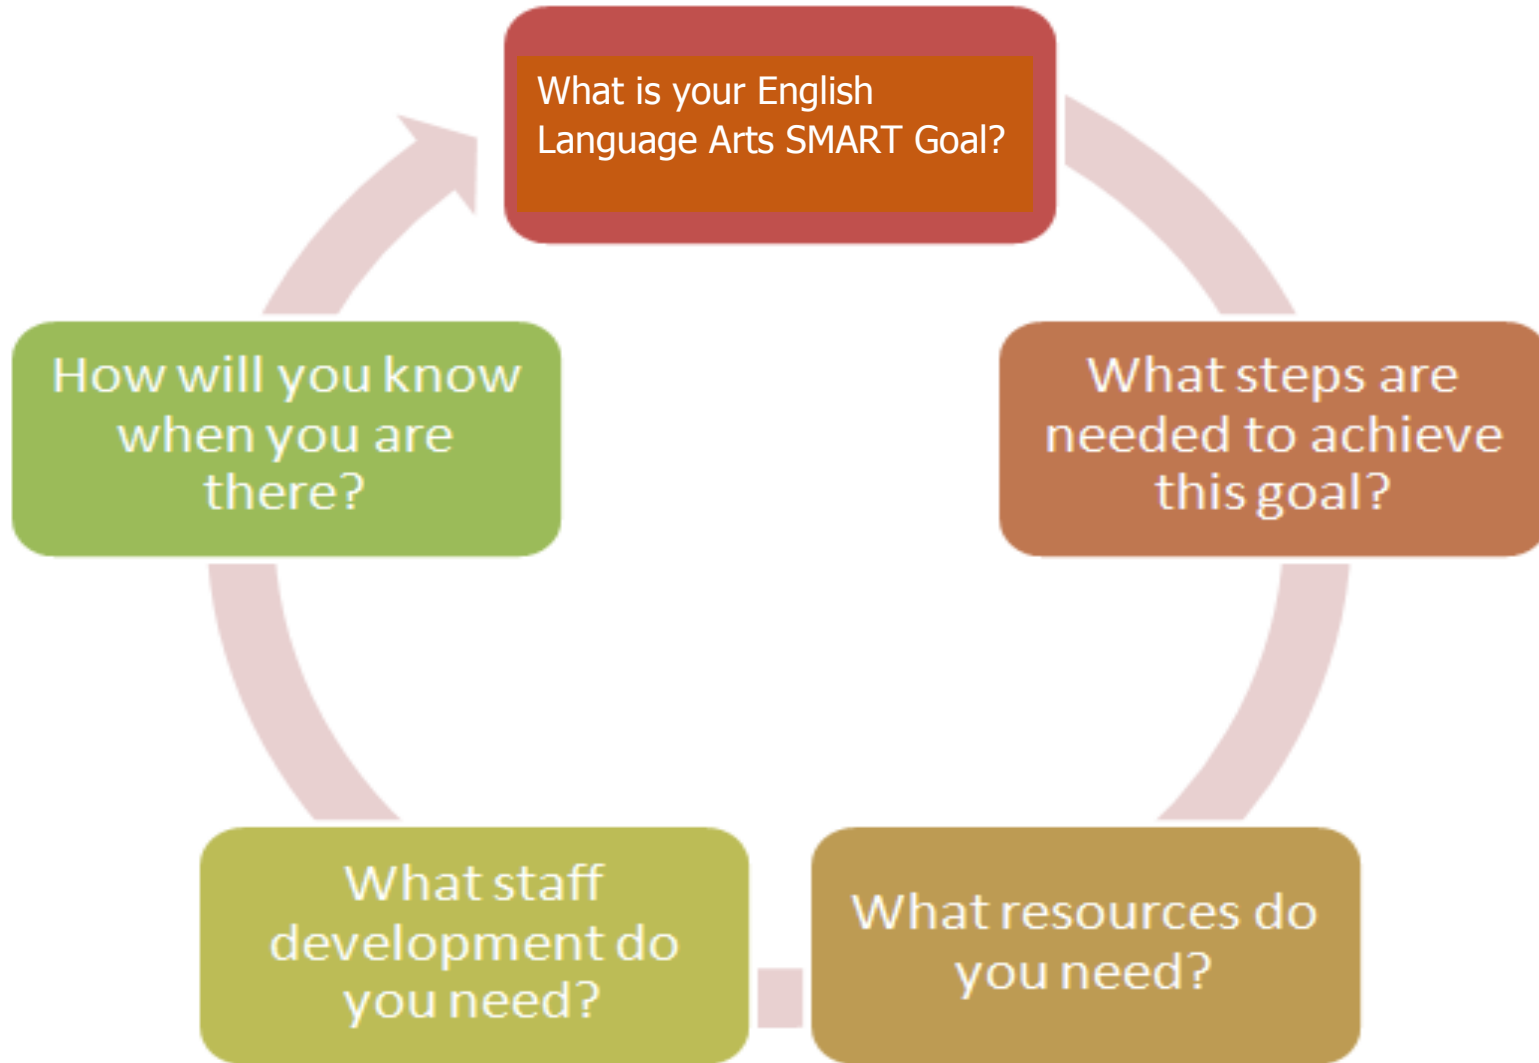 What is your English
Language Arts SMART Goal?
What steps are
needed to achieve
this goal?
What resources do
you need?
What staff
development do
you need?
How will you know
when you are
there?